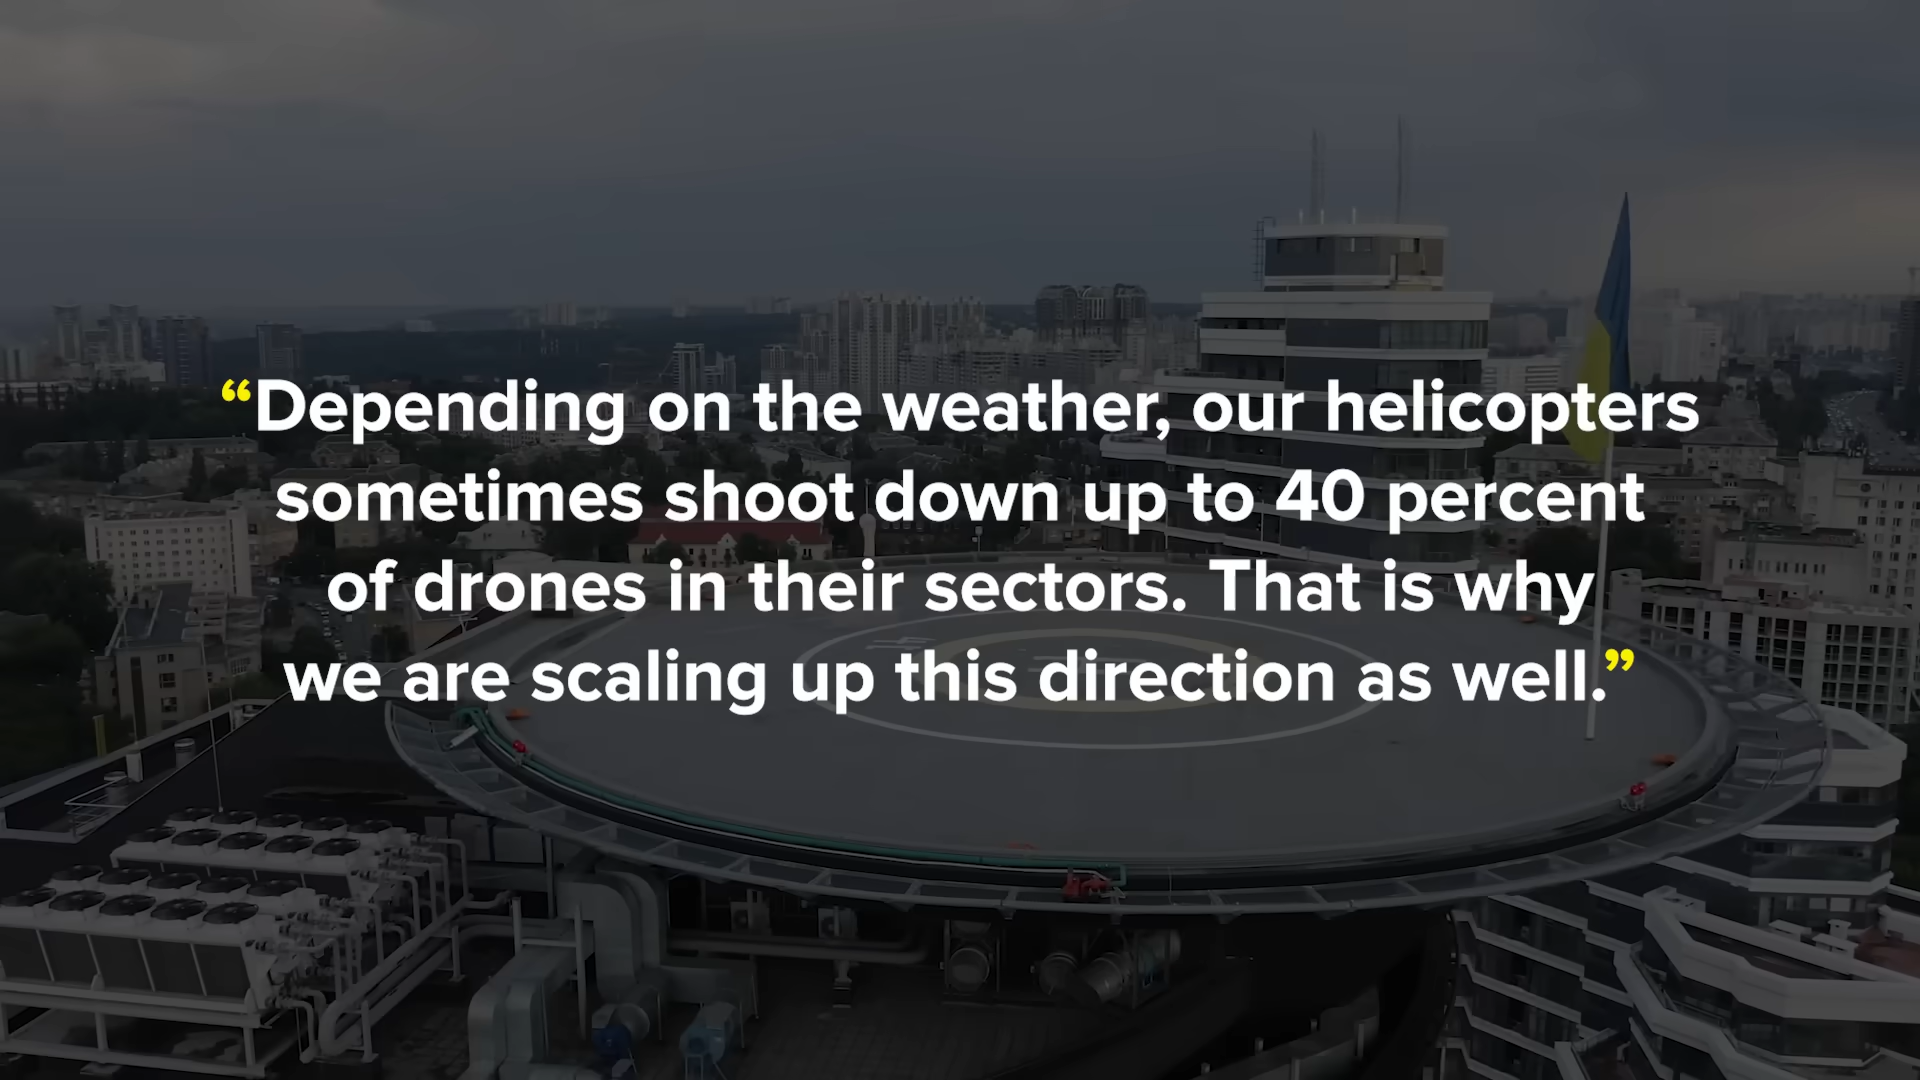 “Depending on the weather, our helicopters
sometimes shoot down up to 40 percent
of drones in their sectors. That is why
we are scaling up this direction as well.”